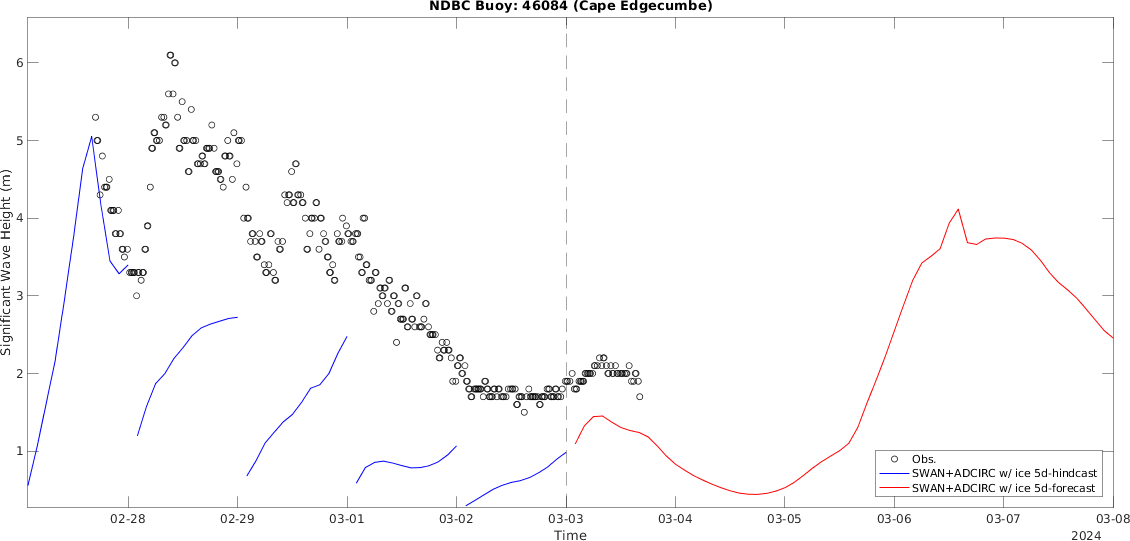 NDBC Buoy: 46084 (Cape Edgecumbe)
Significant Wave Height (m)
6
5
4
3
2
1
Obs.
SWAN+ADCIRC w/ ice 5d-hindcast
SWAN+ADCIRC w/ ice 5d-forecast
02-28 02-29 03-01 03-02 03-03 03-04 03-05 03-06 03-07 03-08
Time
2024